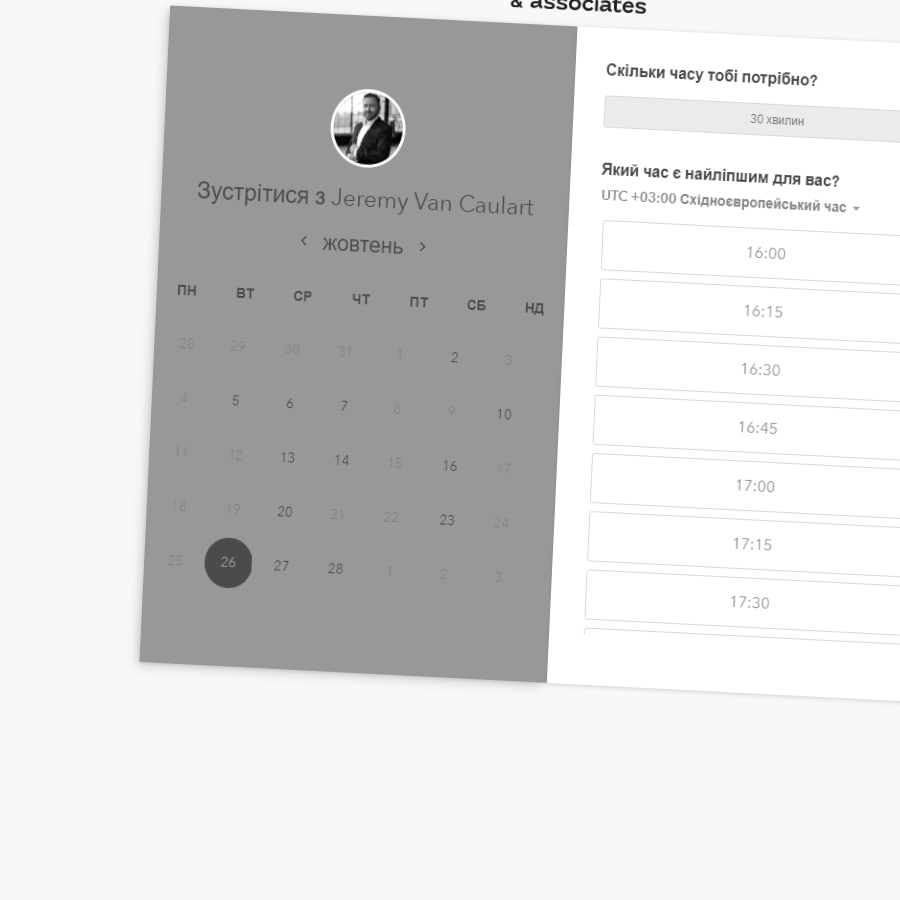 & associates
Зустрітися з Jeremy Van Caulart
жовтень
ПН ВТ СР ЧТ ПТ СБ НД
28 29 30 31 1 2 3
4 5 6 7 8 9 10
11 12 13 14 15 16 17
18 19 20 21 22 23 24
25 26 27 28 1 2 3
Скільки часу тобі потрібно?
30 хвилин
Який час є найліпшим для вас?
UTC +03:00 Східноєвропейський час
16:00
16:15
16:30
16:45
17:00
17:15
17:30